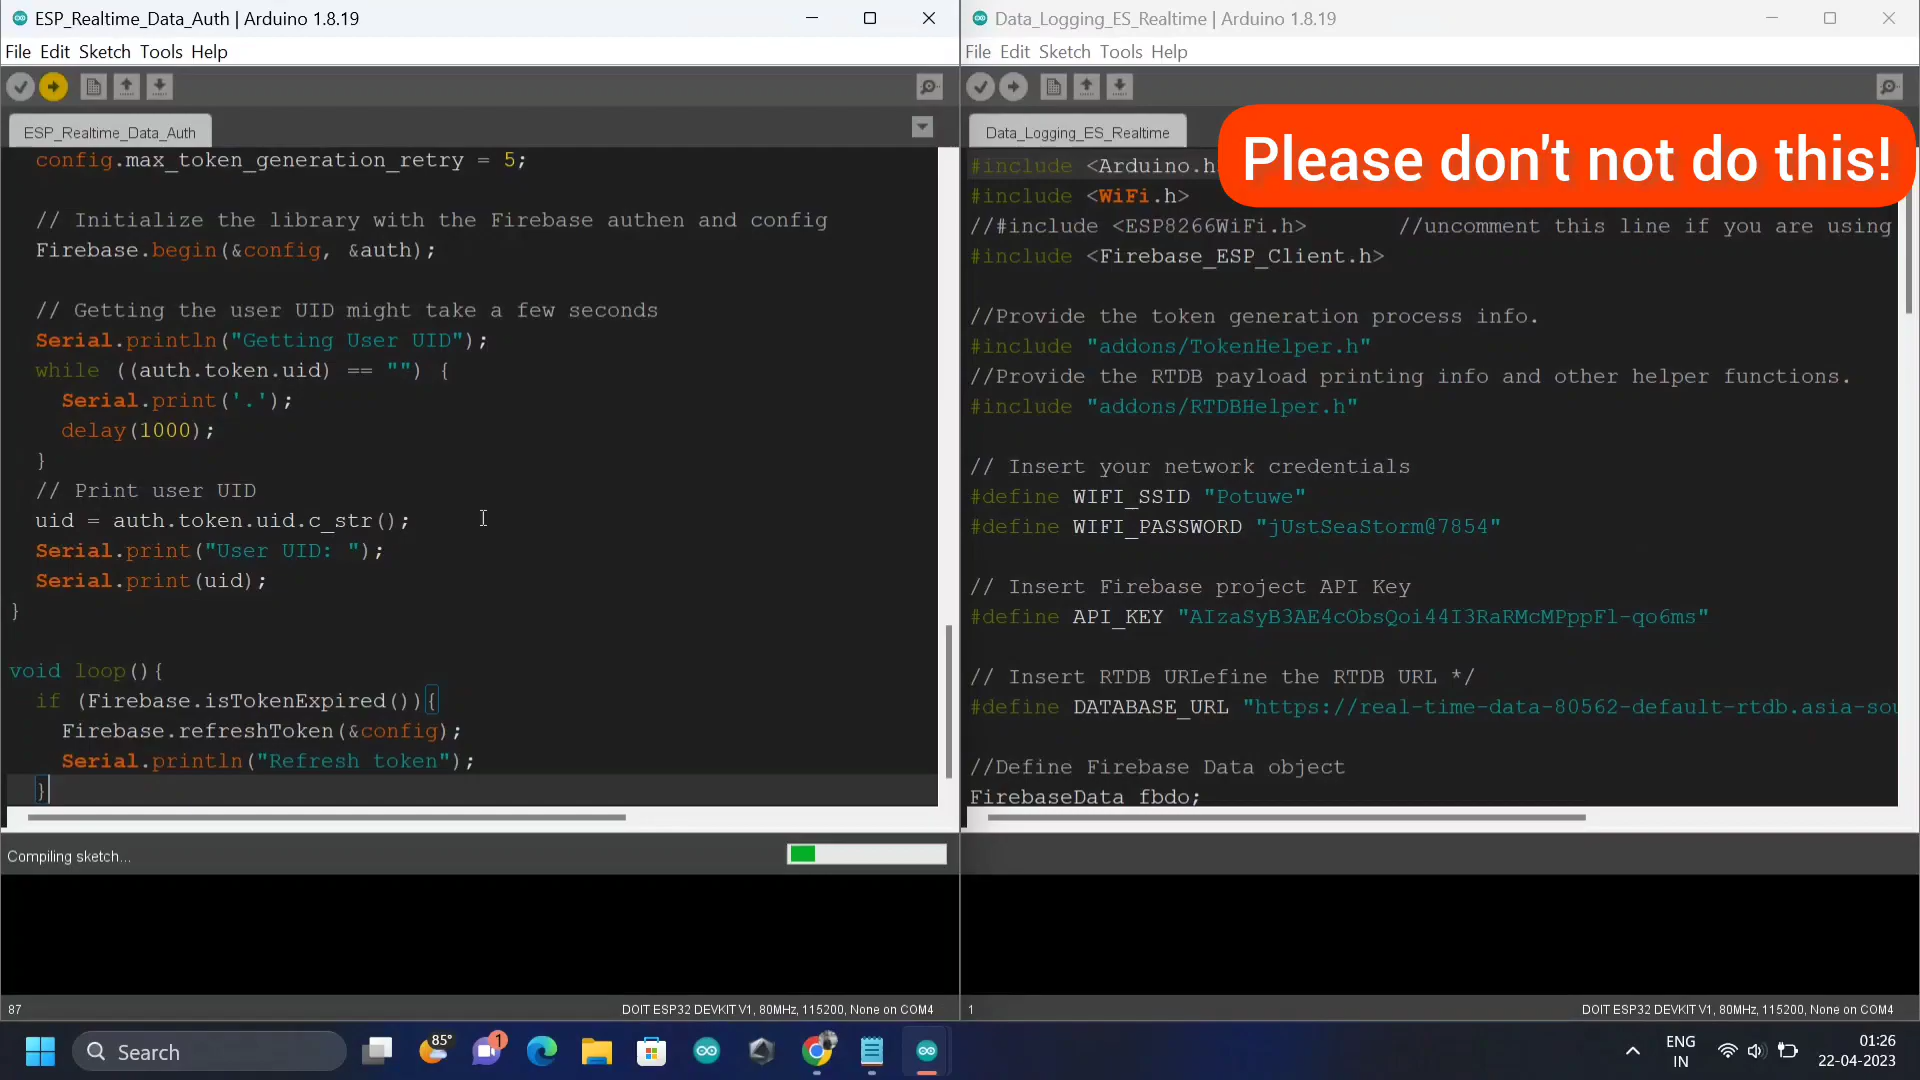 ESP_Realtime_Data_Auth | Arduino 1.8.19
File Edit Sketch Tools Help
ESP_Realtime_Data_Auth
config.max_token_generation_retry = 5;
// Initialize the library with the Firebase authen and config
Firebase.begin(&config, &auth);
// Getting the user UID might take a few seconds
Serial.println("Getting User UID");
while ((auth.token.uid) == "") {
Serial.print('.');
delay(1000);
}
// Print user UID
uid = auth.token.uid.c_str();
Serial.print("User UID: ");
Serial.print(uid);
}
void loop(){
if (Firebase.isTokenExpired()){
Firebase.refreshToken(&config);
Serial.println("Refresh token");
}
Compiling sketch...
87
DOIT ESP32 DEVKIT V1, 80MHz, 115200, None on COM4
Data_Logging_ES_Realtime | Arduino 1.8.19
File Edit Sketch Tools Help
Data_Logging_ES_Realtime
Please don't not do this!
#include <Arduino.h
#include <WiFi.h>
//#include <ESP8266WiFi.h> //uncomment this line if you are using
#include <Firebase_ESP_Client.h>
//Provide the token generation process info.
#include "addons/TokenHelper.h"
//Provide the RTDB payload printing info and other helper functions.
#include "addons/RTDBHelper.h"
// Insert your network credentials
#define WIFI_SSID "Potuwe"
#define WIFI_PASSWORD "jUstSeaStorm@7854"
// Insert Firebase project API Key
#define API_KEY "AIzaSyB3AE4cObsQoi44I3RaRMcMPppFl-qo6ms"
// Insert RTDB URLefine the RTDB URL */
#define DATABASE_URL "https://real-time-data-80562-default-rtdb.asia-sou
//Define Firebase Data object
FirebaseData fbdo;
1
DOIT ESP32 DEVKIT V1, 80MHz, 115200, None on COM4
Search
85°
1
ENG
IN
01:26
22-04-2023